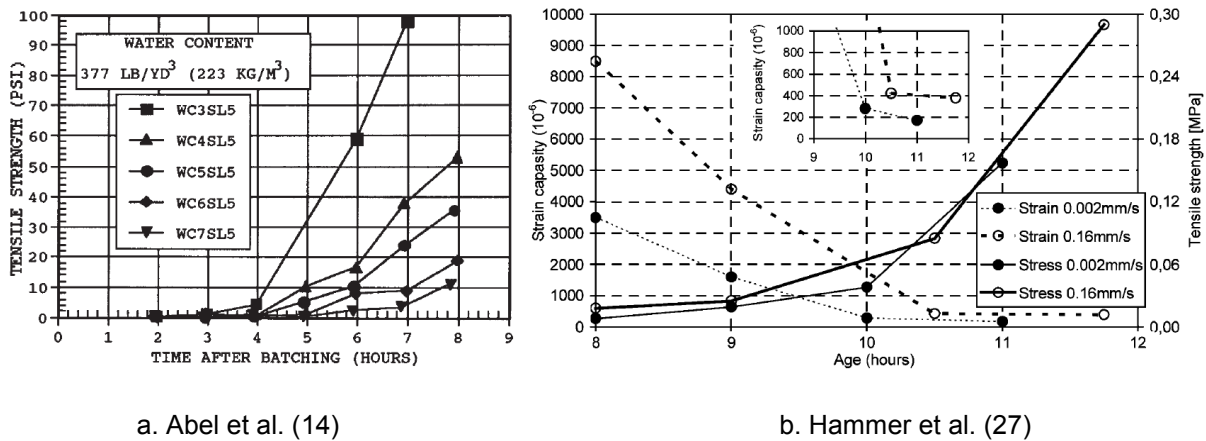 100
90
80
70
60
50
40
30
20
10
0
TENSILE STRENGTH (PSI)
WATER CONTENT
377 LB/YD³ (223 KG/M³)
WC3SL5
WC4SL5
WC5SL5
WC6SL5
WC7SL5
0 1 2 3 4 5 6 7 8 9
TIME AFTER BATCHING (HOURS)
10000
9000
8000
7000
6000
5000
4000
3000
2000
1000
0
Strain capasity (10⁻⁶)
1000
800
600
400
200
0
Strain capasity (10⁻⁶)
9 10 11 12
0,30
0,24
0,18
0,12
0,06
0,00
Tensile strength [MPa]
Strain 0.002mm/s
Strain 0.16mm/s
Stress 0.002mm/s
Stress 0.16mm/s
8 9 10 11 12
Age (hours)
a. Abel et al. (14)
b. Hammer et al. (27)